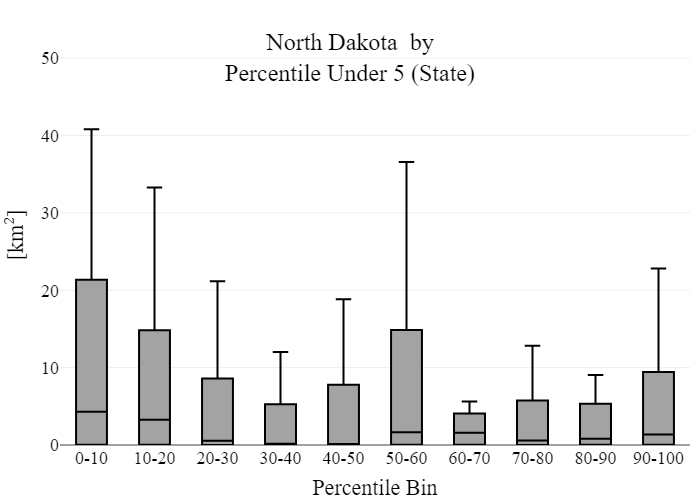 North Dakota  by
Percentile Under 5 (State)
50
40
30
20
10
0
[km²]
0-10 10-20 20-30 30-40 40-50 50-60 60-70 70-80 80-90 90-100
Percentile Bin